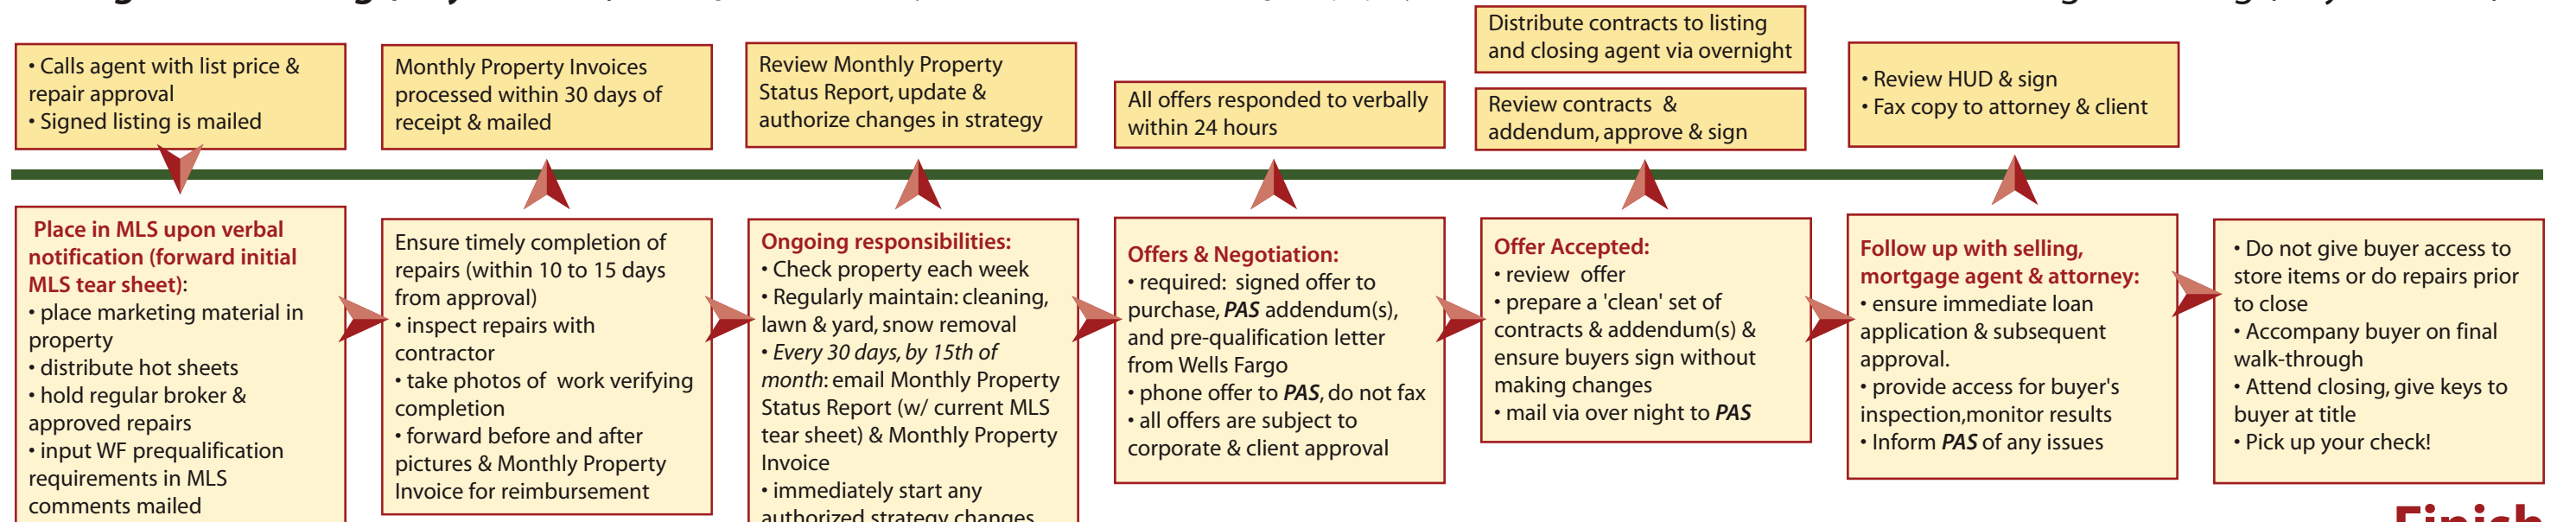 • Calls agent with list price &
repair approval
• Signed listing is mailed
Monthly Property Invoices
processed within 30 days of
receipt & mailed
Review Monthly Property
Status Report, update &
authorize changes in strategy
All offers responded to verbally
within 24 hours
Distribute contracts to listing
and closing agent via overnight
Review contracts &
addendum, approve & sign
• Review HUD & sign
• Fax copy to attorney & client
Place in MLS upon verbal
notification (forward initial
MLS tear sheet):
• place marketing material in
property
• distribute hot sheets
• hold regular broker &
approved repairs
• input WF prequalification
requirements in MLS
comments mailed
Ensure timely completion of
repairs (within 10 to 15 days
from approval)
• inspect repairs with
contractor
• take photos of work verifying
completion
• forward before and after
pictures & Monthly Property
Invoice for reimbursement
Ongoing responsibilities:
• Check property each week
• Regularly maintain: cleaning,
lawn & yard, snow removal
• Every 30 days, by 15th of
month: email Monthly Property
Status Report (w/ current MLS
tear sheet) & Monthly Property
Invoice
• immediately start any
authorized strategy changes
Offers & Negotiation:
• required: signed offer to
purchase, PAS addendum(s),
and pre-qualification letter
from Wells Fargo
• phone offer to PAS, do not fax
• all offers are subject to
corporate & client approval
Offer Accepted:
• review offer
• prepare a 'clean' set of
contracts & addendum(s) &
ensure buyers sign without
making changes
• mail via over night to PAS
Follow up with selling,
mortgage agent & attorney:
• ensure immediate loan
application & subsequent
approval.
• provide access for buyer's
inspection,monitor results
• Inform PAS of any issues
• Do not give buyer access to
store items or do repairs prior
to close
• Accompany buyer on final
walk-through
• Attend closing, give keys to
buyer at title
• Pick up your check!
Finish